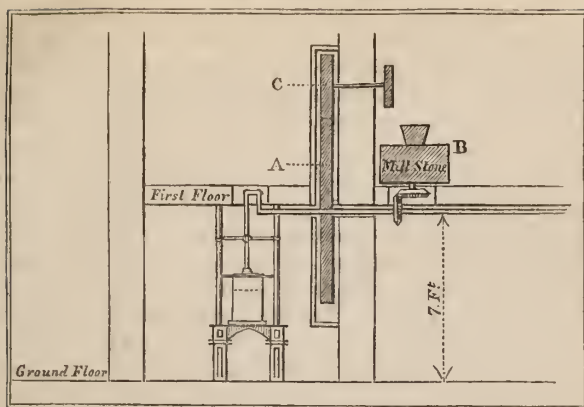 C
A
B
Mill Stone
First Floor
7 Ft
Ground Floor